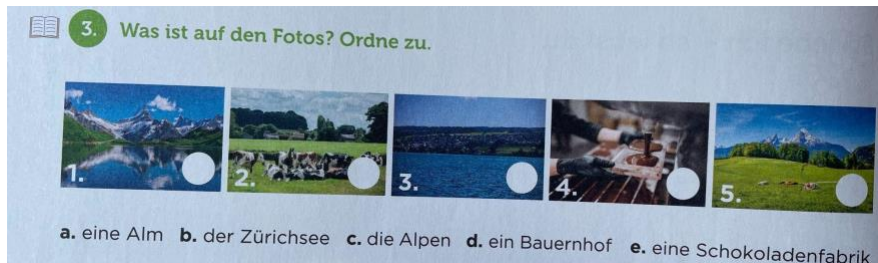 3. Was ist auf den Fotos? Ordne zu.
1. 2. 3. 4. 5.
a. eine Alm b. der Zürichsee c. die Alpen d. ein Bauernhof e. eine Schokoladenfabrik